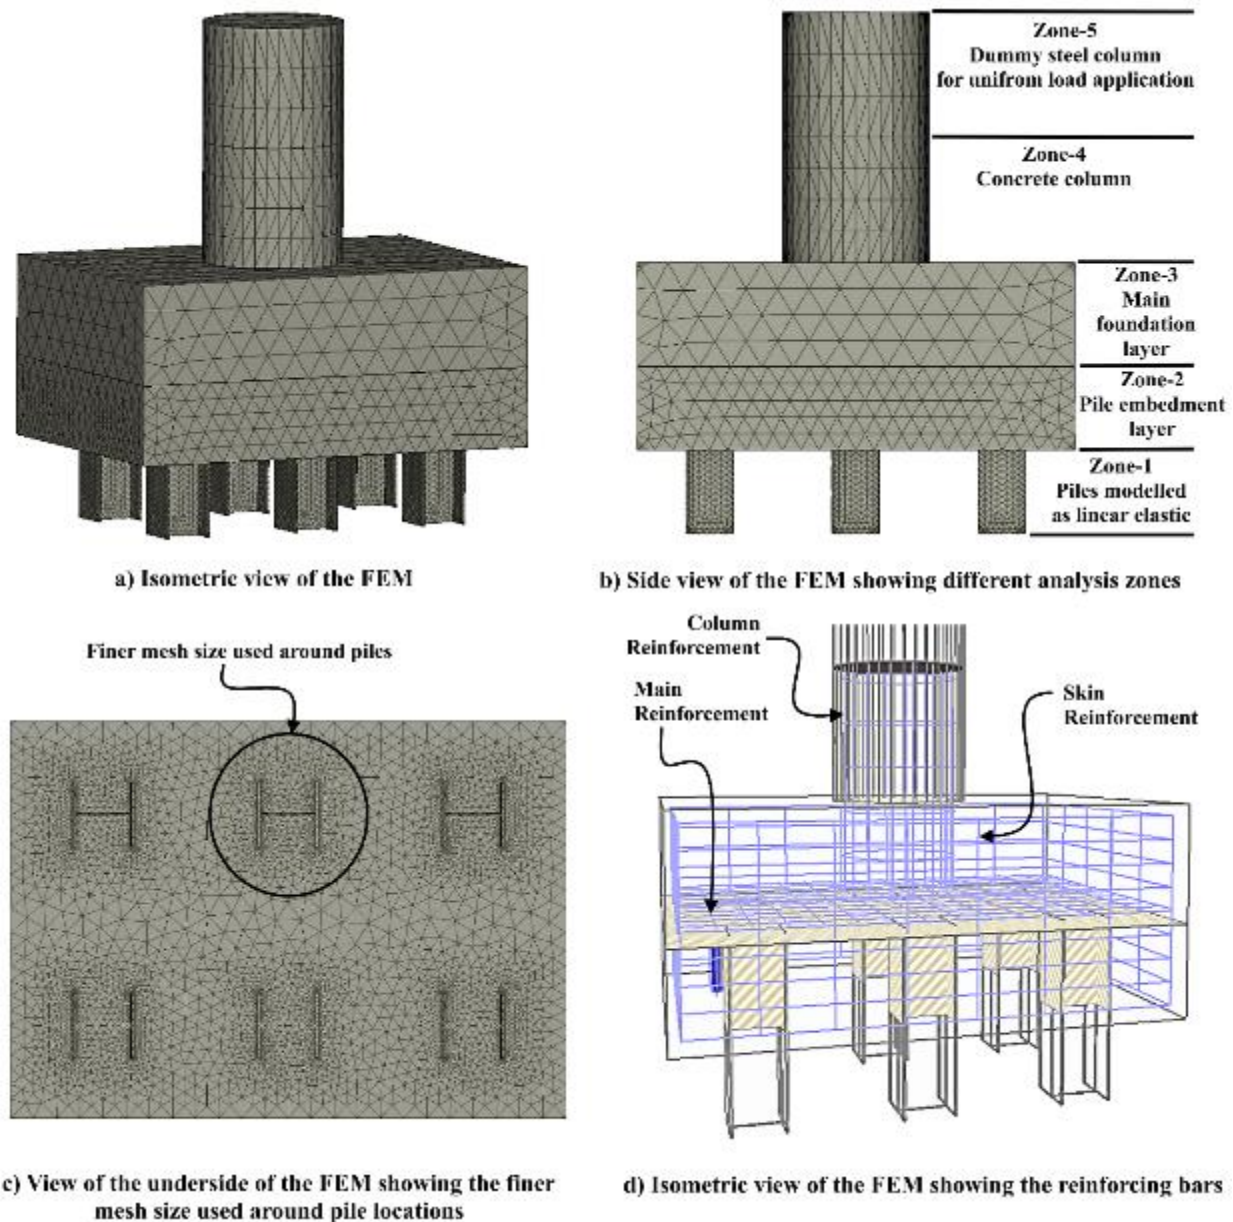 Zone-5
Dummy steel column
for unifrom load application
Zone-4
Concrete column
Zone-3
Main
foundation
layer
Zone-2
Pile embedment
layer
Zone-1
Piles modelled
as linear elastic
a) Isometric view of the FEM
b) Side view of the FEM showing different analysis zones
Finer mesh size used around piles
Column
Reinforcement
Main
Reinforcement
Skin
Reinforcement
c) View of the underside of the FEM showing the finer
mesh size used around pile locations
d) Isometric view of the FEM showing the reinforcing bars